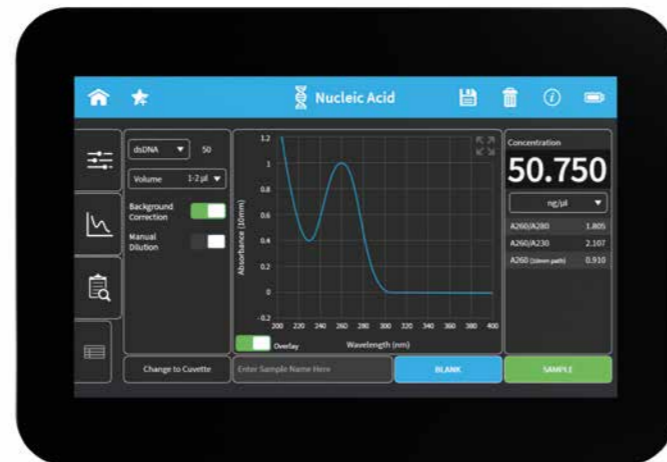 Nucleic Acid
dsDNA 50
Volume 1-2 µl
Background
Correction
Manual
Dilution
Absorbance (10mm)
1.2
1
0.8
0.6
0.4
0.2
0
-0.2
200 220 240 260 280 300 320 340 360 380 400
Overlay
Wavelength (nm)
Concentration
50.750
ng/µl
A260/A280 1.805
A260/A230 2.107
A260 (10mm path) 0.910
Change to Cuvette
Enter Sample Name Here
BLANK
SAMPLE